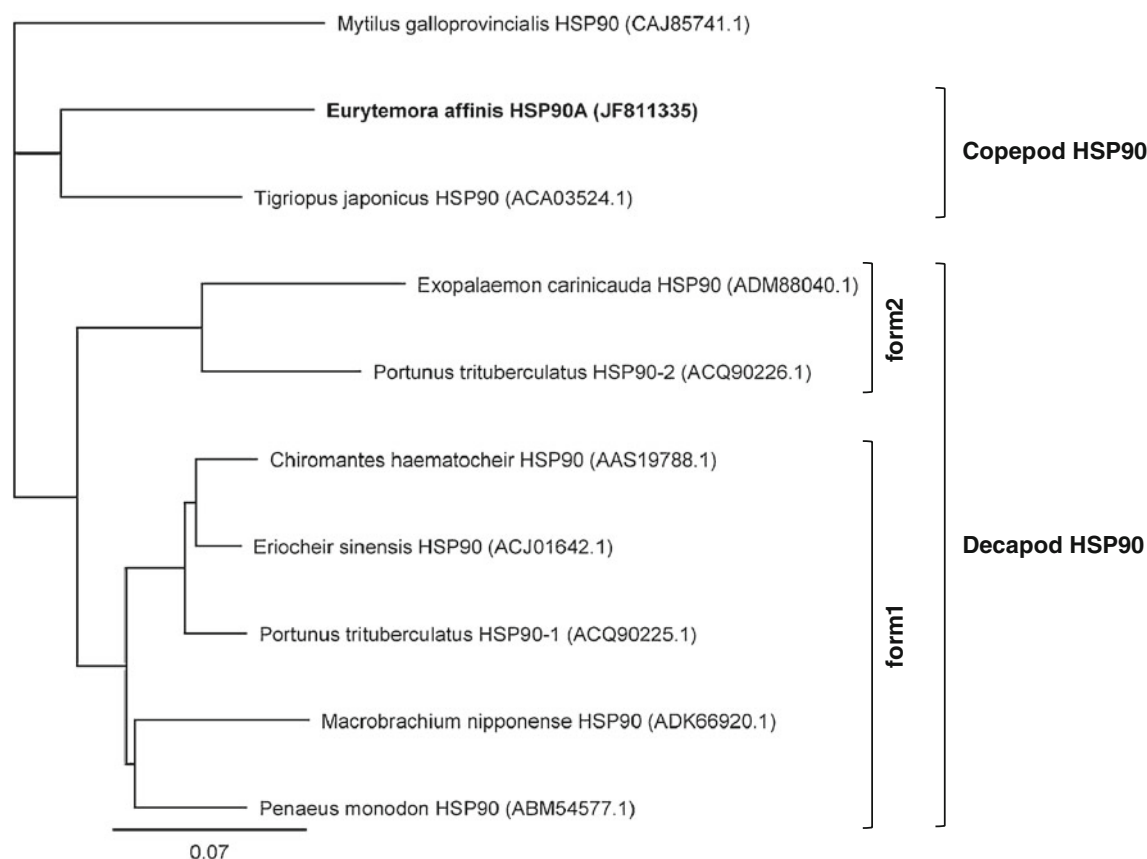 Mytilus galloprovincialis HSP90 (CAJ85741.1)
Eurytemora affinis HSP90A (JF811335)
Copepod HSP90
Tigriopus japonicus HSP90 (ACA03524.1)
Exopalaemon carinicauda HSP90 (ADM88040.1)
form2
Portunus trituberculatus HSP90-2 (ACQ90226.1)
Chiromantes haematocheir HSP90 (AAS19788.1)
Eriocheir sinensis HSP90 (ACJ01642.1)
Decapod HSP90
form1
Portunus trituberculatus HSP90-1 (ACQ90225.1)
Macrobrachium nipponense HSP90 (ADK66920.1)
Penaeus monodon HSP90 (ABM54577.1)
0.07